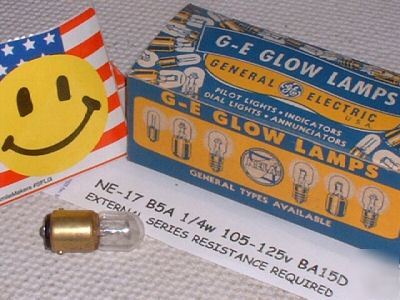 G-E GLOW LAMPS
GENERAL ELECTRIC
U.S.A.
PILOT LIGHTS • INDICATORS
DIAL LIGHTS • ANNUNCIATORS
G-E GLOW LAMPS
GENERAL TYPES AVAILABLE
NE-17 B5A 1/4w 105-125v BA15D
EXTERNAL SERIES RESISTANCE REQUIRED